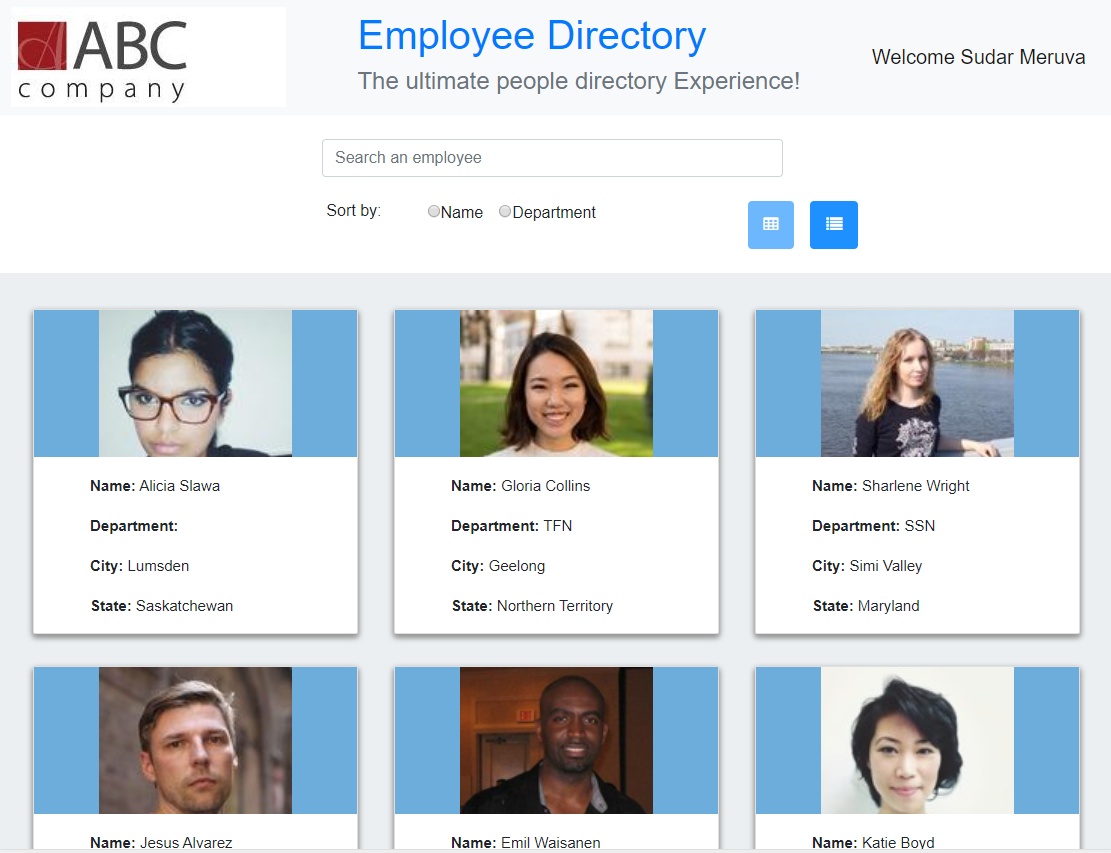 ABC
company
Employee Directory
The ultimate people directory Experience!
Welcome Sudar Meruva
Search an employee
Sort by: Name Department
Name: Alicia Slawa
Department:
City: Lumsden
State: Saskatchewan
Name: Gloria Collins
Department: TFN
City: Geelong
State: Northern Territory
Name: Sharlene Wright
Department: SSN
City: Simi Valley
State: Maryland
Name: Jesus Alvarez
Name: Emil Waisanen
Name: Katie Boyd